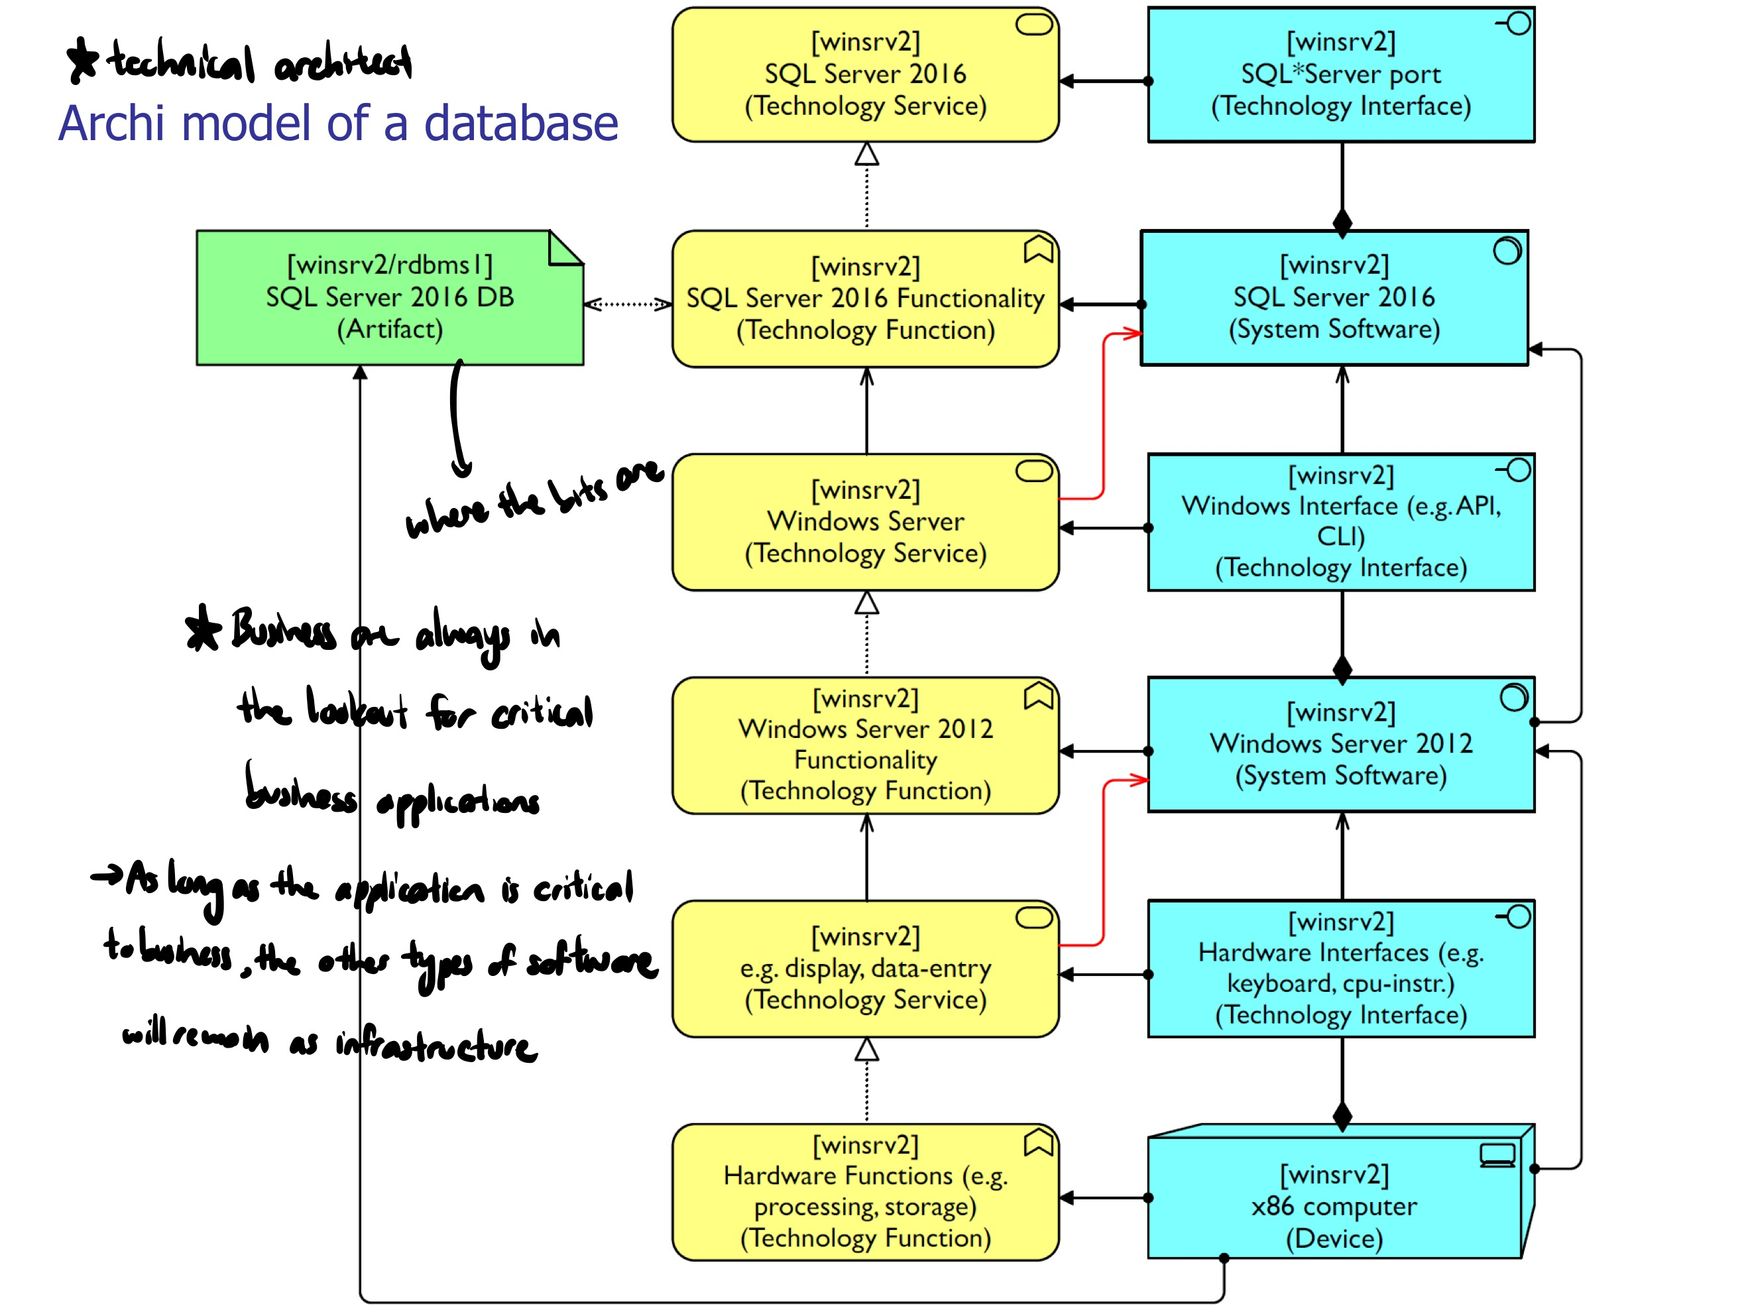 ★ technical architect
Archi model of a database
[winsrv2]
SQL Server 2016
(Technology Service)
[winsrv2]
SQL*Server port
(Technology Interface)
[winsrv2/rdbms1]
SQL Server 2016 DB
(Artifact)
[winsrv2]
SQL Server 2016 Functionality
(Technology Function)
[winsrv2]
SQL Server 2016
(System Software)
where the bits are
[winsrv2]
Windows Server
(Technology Service)
[winsrv2]
Windows Interface (e.g. API,
CLI)
(Technology Interface)
★ Business are always in
the lookout for critical
business applications
→ As long as the application is critical
to business, the other types of software
will remain as infrastructure
[winsrv2]
Windows Server 2012
Functionality
(Technology Function)
[winsrv2]
Windows Server 2012
(System Software)
[winsrv2]
e.g. display, data-entry
(Technology Service)
[winsrv2]
Hardware Interfaces (e.g.
keyboard, cpu-instr.)
(Technology Interface)
[winsrv2]
Hardware Functions (e.g.
processing, storage)
(Technology Function)
[winsrv2]
x86 computer
(Device)